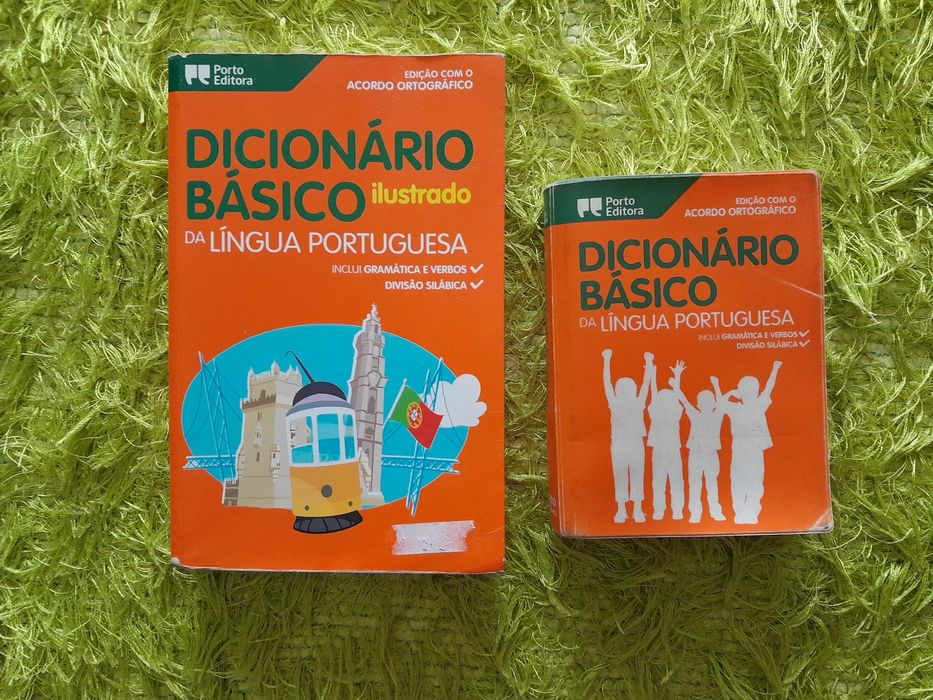 Porto
Editora
EDIÇÃO COM O
ACORDO ORTOGRÁFICO
DICIONÁRIO
BÁSICO ilustrado
DA LÍNGUA PORTUGUESA
INCLUI GRAMÁTICA E VERBOS
DIVISÃO SILÁBICA
Porto
Editora
EDIÇÃO COM O
ACORDO ORTOGRÁFICO
DICIONÁRIO
BÁSICO
DA LÍNGUA PORTUGUESA
INCLUI GRAMÁTICA E VERBOS
DIVISÃO SILÁBICA